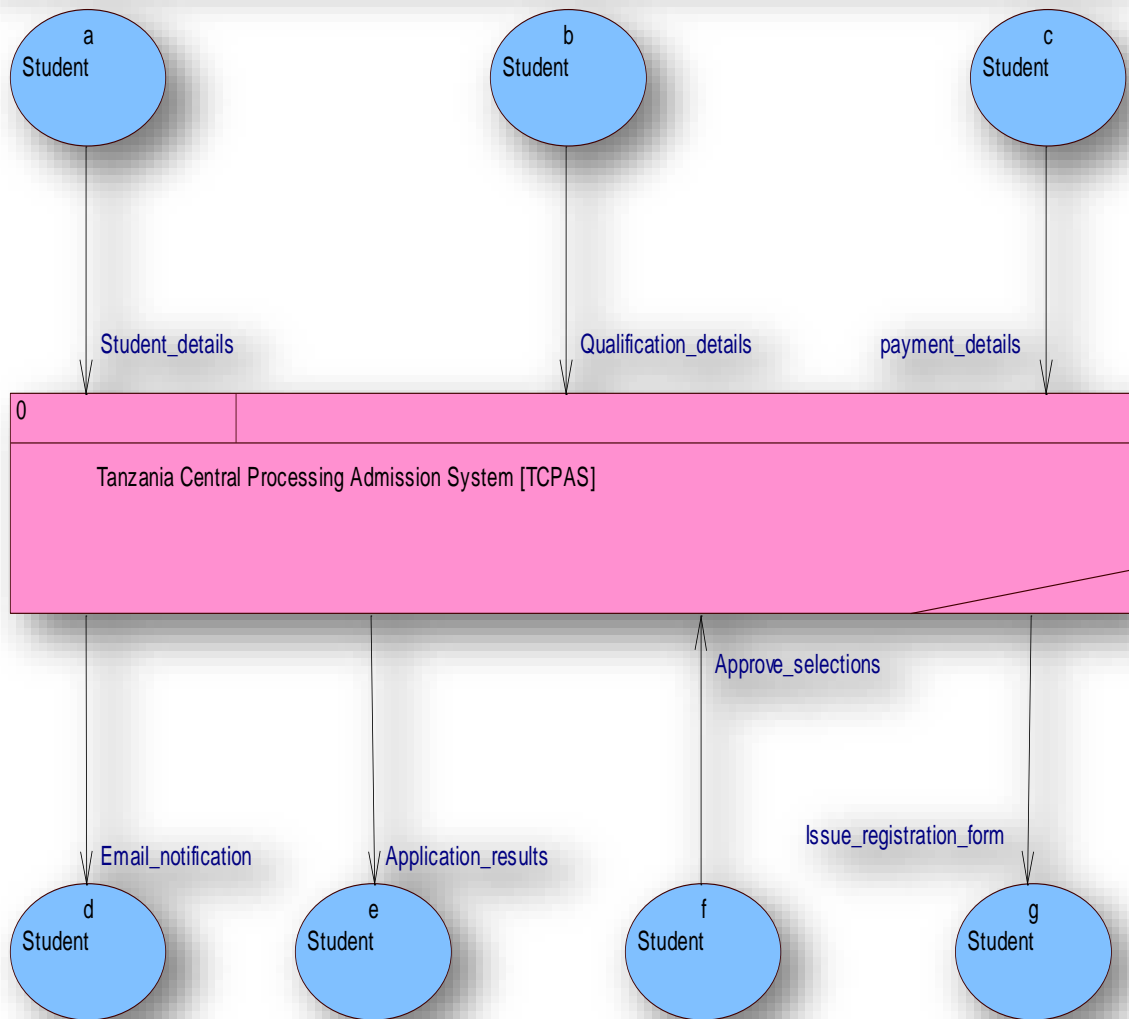 a
Student
b
Student
c
Student
Student_details
Qualification_details
payment_details
0
Tanzania Central Processing Admission System [TCPAS]
Approve_selections
Issue_registration_form
Email_notification
Application_results
d
Student
e
Student
f
Student
g
Student